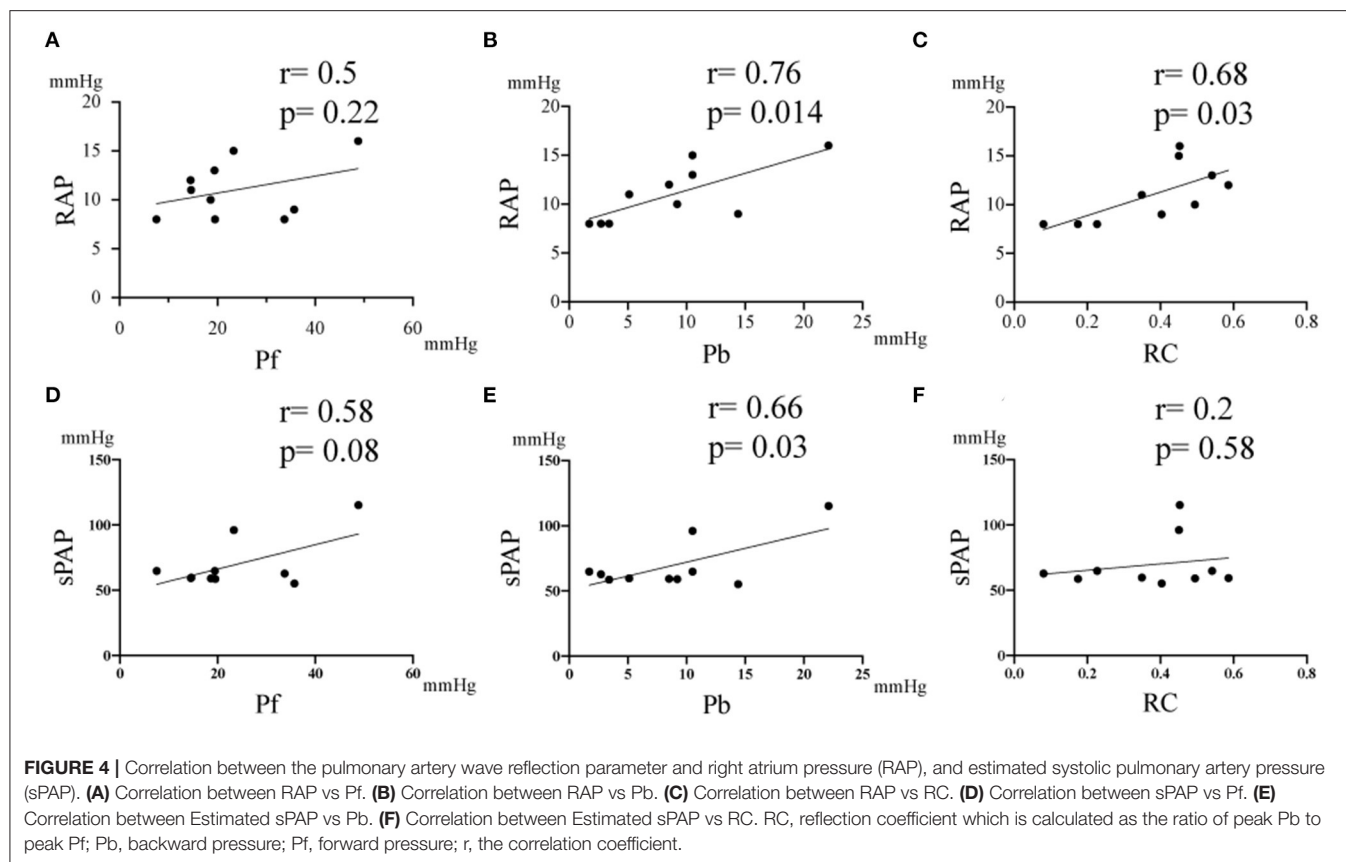 A
mmHg
r= 0.5
p= 0.22
20
15
10
5
0
RAP
0
20
40
60
mmHg
Pf
B
mmHg
r= 0.76
p= 0.014
20
15
10
5
0
RAP
0
5
10
15
20
25
mmHg
Pb
C
mmHg
r= 0.68
p= 0.03
20
15
10
5
0
RAP
0.0
0.2
0.4
0.6
0.8
RC
D
mmHg
r= 0.58
p= 0.08
150
100
50
0
sPAP
0
20
40
60
mmHg
Pf
E
mmHg
r= 0.66
p= 0.03
150
100
50
0
sPAP
0
5
10
15
20
25
mmHg
Pb
F
mmHg
r= 0.2
p= 0.58
150
100
50
0
sPAP
0.0
0.2
0.4
0.6
0.8
RC
FIGURE 4 | Correlation between the pulmonary artery wave reflection parameter and right atrium pressure (RAP), and estimated systolic pulmonary artery pressure
(sPAP). (A) Correlation between RAP vs Pf. (B) Correlation between RAP vs Pb. (C) Correlation between RAP vs RC. (D) Correlation between sPAP vs Pf. (E)
Correlation between Estimated sPAP vs Pb. (F) Correlation between Estimated sPAP vs RC. RC, reflection coefficient which is calculated as the ratio of peak Pb to
peak Pf; Pb, backward pressure; Pf, forward pressure; r, the correlation coefficient.